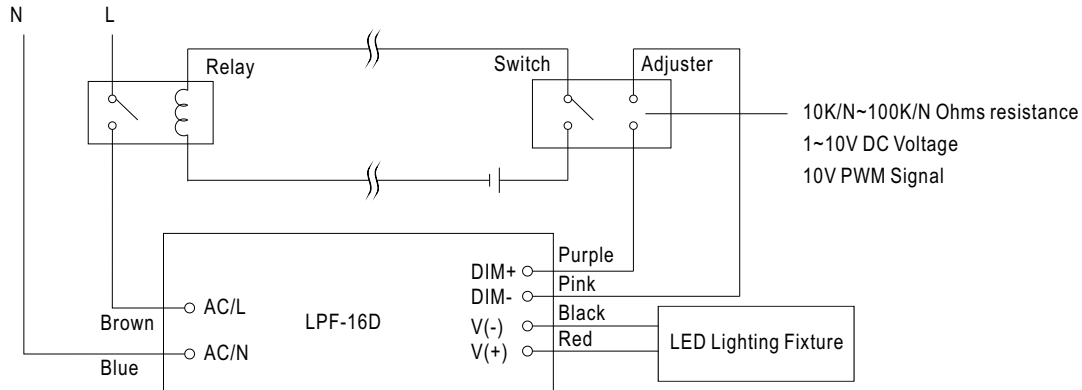 N
L
Relay
Switch
Adjuster
10K/N~100K/N Ohms resistance
1~10V DC Voltage
10V PWM Signal
Purple
DIM+
Pink
DIM-
Black
V(-)
Red
V(+)
Brown
AC/L
LPF-16D
LED Lighting Fixture
Blue
AC/N